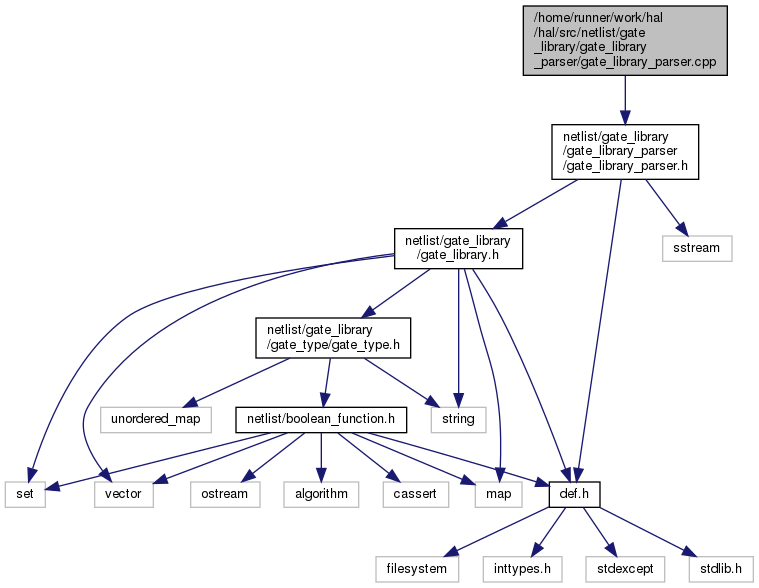 /home/runner/work/hal
/hal/src/netlist/gate
_library/gate_library
_parser/gate_library_parser.cpp
netlist/gate_library
/gate_library_parser
/gate_library_parser.h
netlist/gate_library
/gate_library.h
sstream
netlist/gate_library
/gate_type/gate_type.h
unordered_map
netlist/boolean_function.h
string
set
vector
ostream
algorithm
cassert
map
def.h
filesystem
inttypes.h
stdexcept
stdlib.h